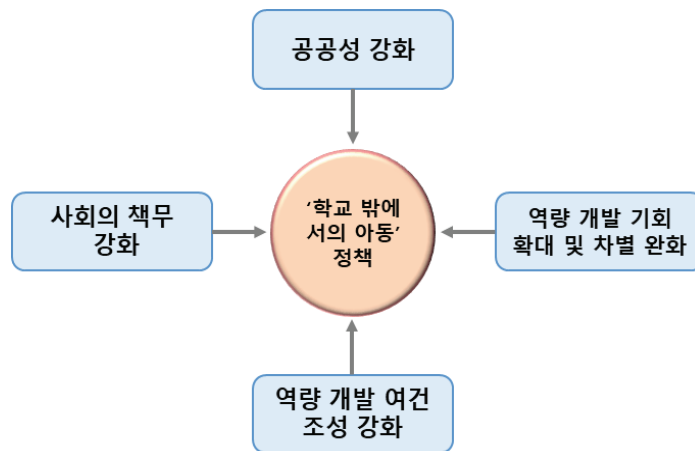 공공성 강화
사회의 책무
강화
‘학교 밖에
서의 아동’
정책
역량 개발 기회
확대 및 차별 완화
역량 개발 여건
조성 강화